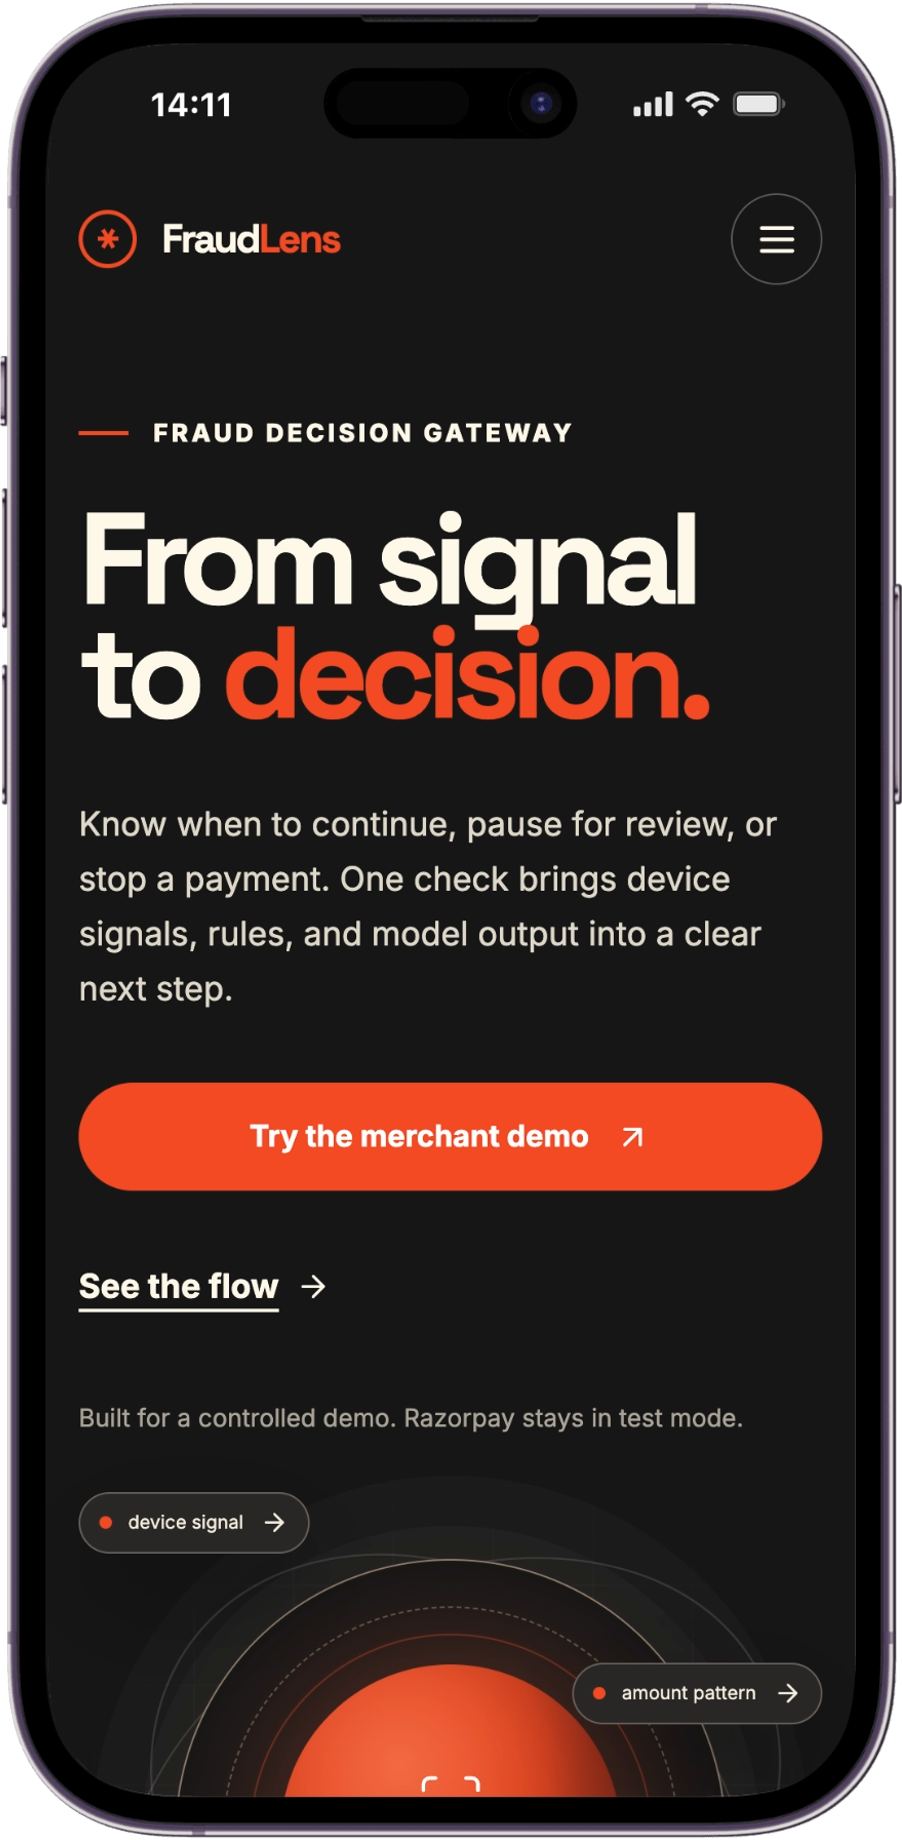 14:11
FraudLens
FRAUD DECISION GATEWAY
From signal
to decision.
Know when to continue, pause for review, or
stop a payment. One check brings device
signals, rules, and model output into a clear
next step.
Try the merchant demo
See the flow
Built for a controlled demo. Razorpay stays in test mode.
device signal
amount pattern